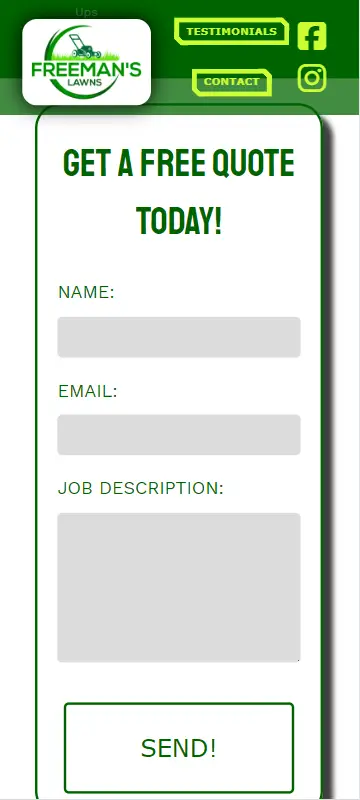 Ups
FREEMAN'S
LAWNS
TESTIMONIALS
CONTACT
GET A FREE QUOTE
TODAY!
NAME:
EMAIL:
JOB DESCRIPTION:
SEND!